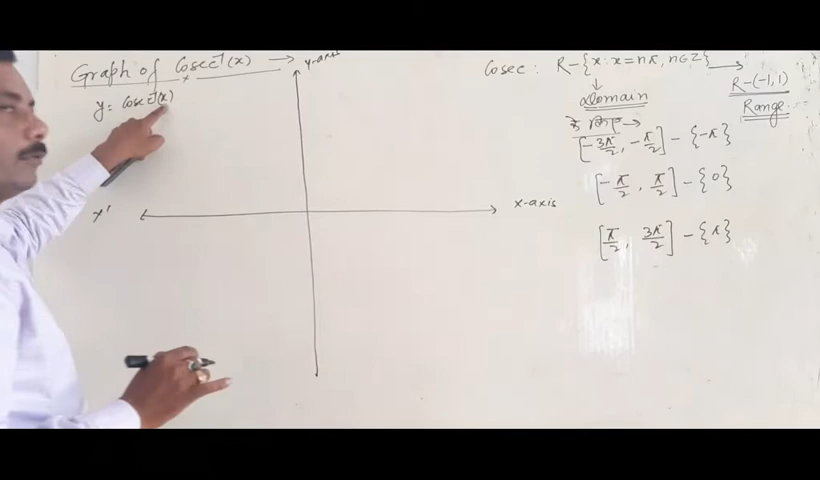 Graph of Cosec⁻¹(x) →
y = Cosec⁻¹(x)
y-axis
x'
x-axis
Cosec : R-{x : x = nπ, n∈Z} →
R-(-1,1)
Range
↓
Domain
[-3π/2, -π/2] - {-π}
[-π/2, π/2] - {0}
[π/2, 3π/2] - {π}